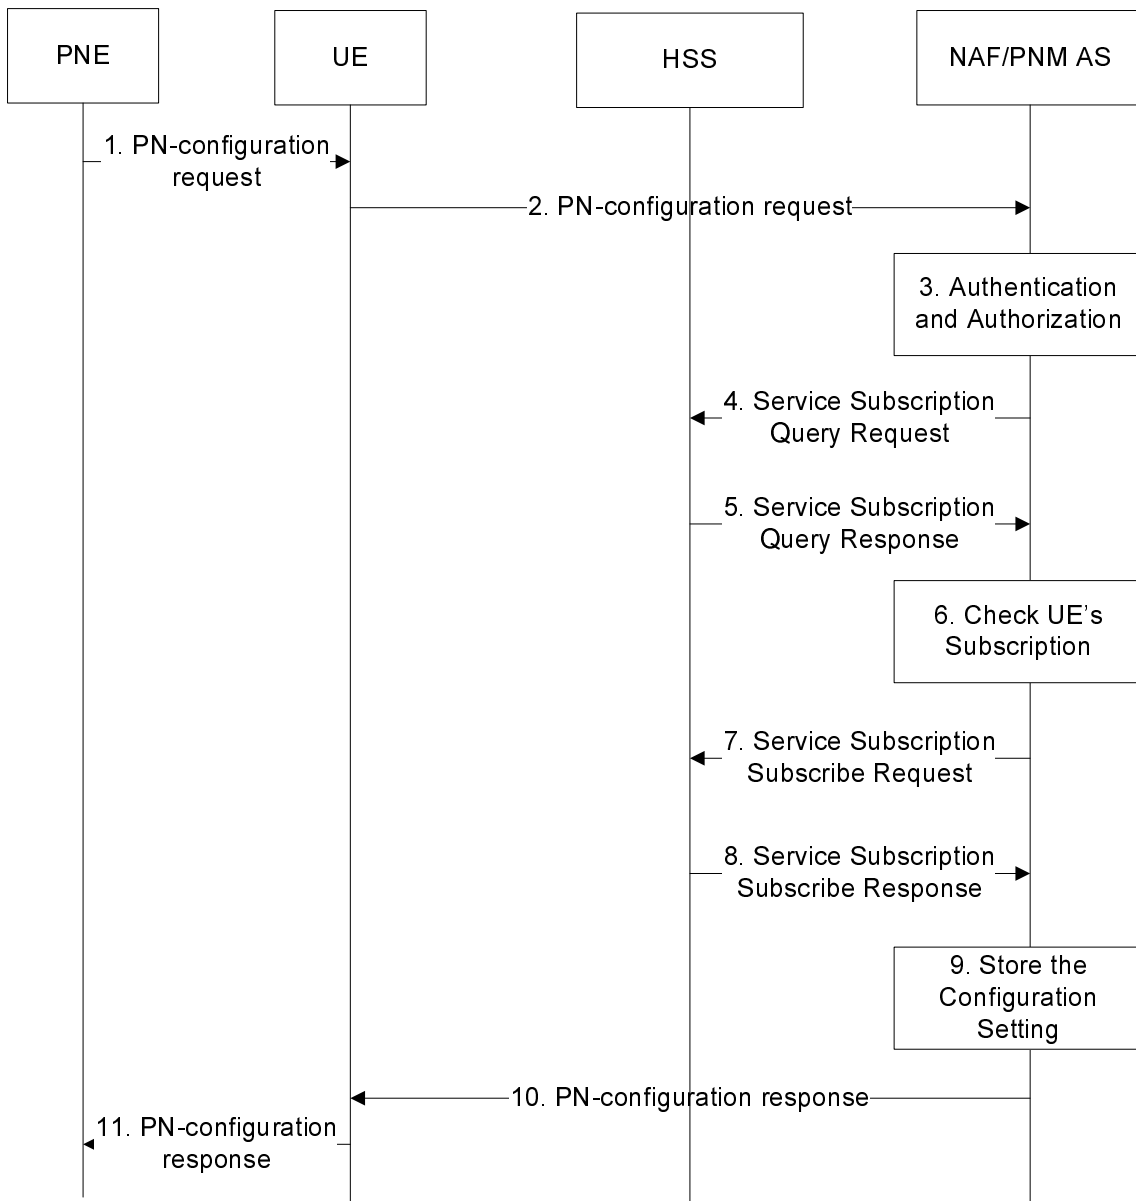 PNE
UE
HSS
NAF/PNM AS
1. PN-configuration
request
2. PN-configuration request
3. Authentication
and Authorization
4. Service Subscription
Query Request
5. Service Subscription
Query Response
6. Check UE’s
Subscription
7. Service Subscription
Subscribe Request
8. Service Subscription
Subscribe Response
9. Store the
Configuration
Setting
10. PN-configuration response
11. PN-configuration
response